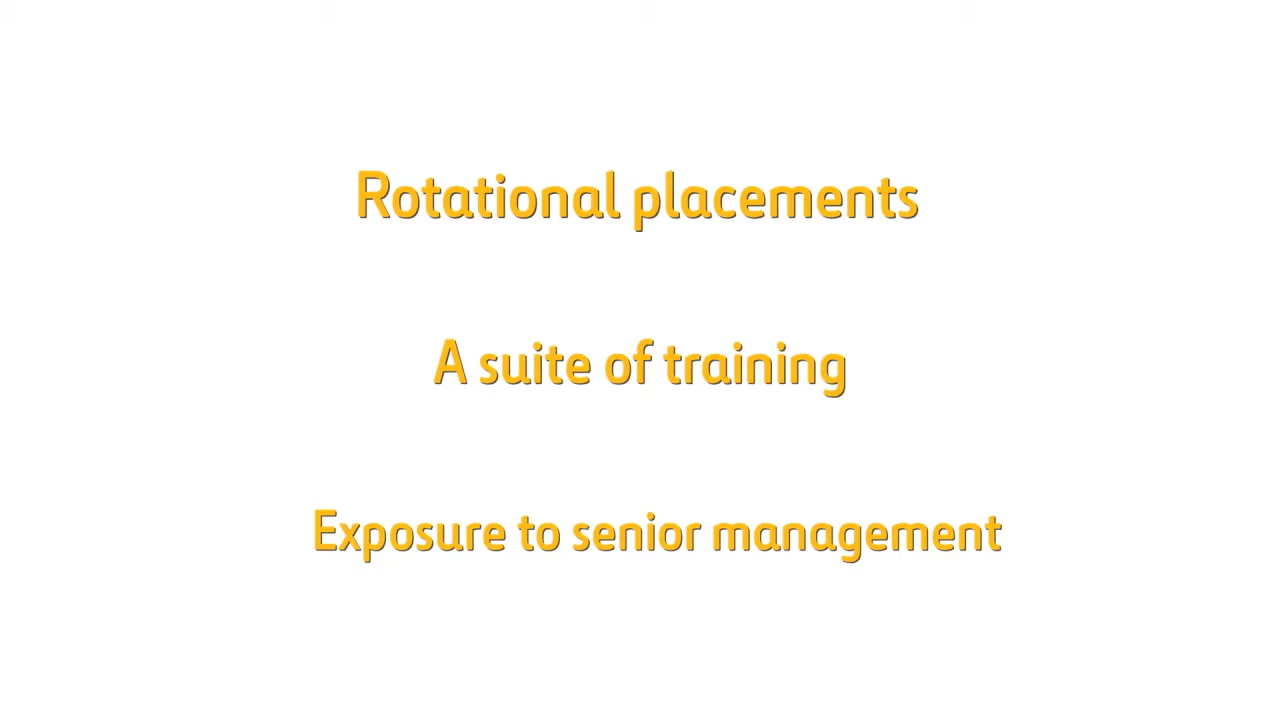 Rotational placements
A suite of training
Exposure to senior management